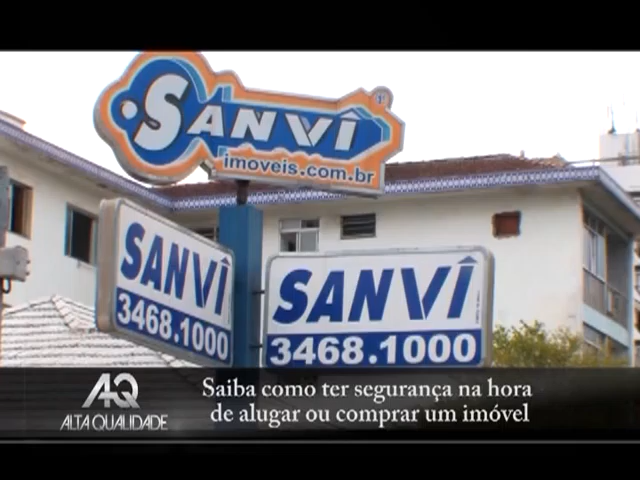 SANVÎ
imoveis.com.br
SANVÎ
3468.1000
SANVÎ
3468.1000
AQ
ALTA QUALIDADE
Saiba como ter segurança na hora
de alugar ou comprar um imóvel